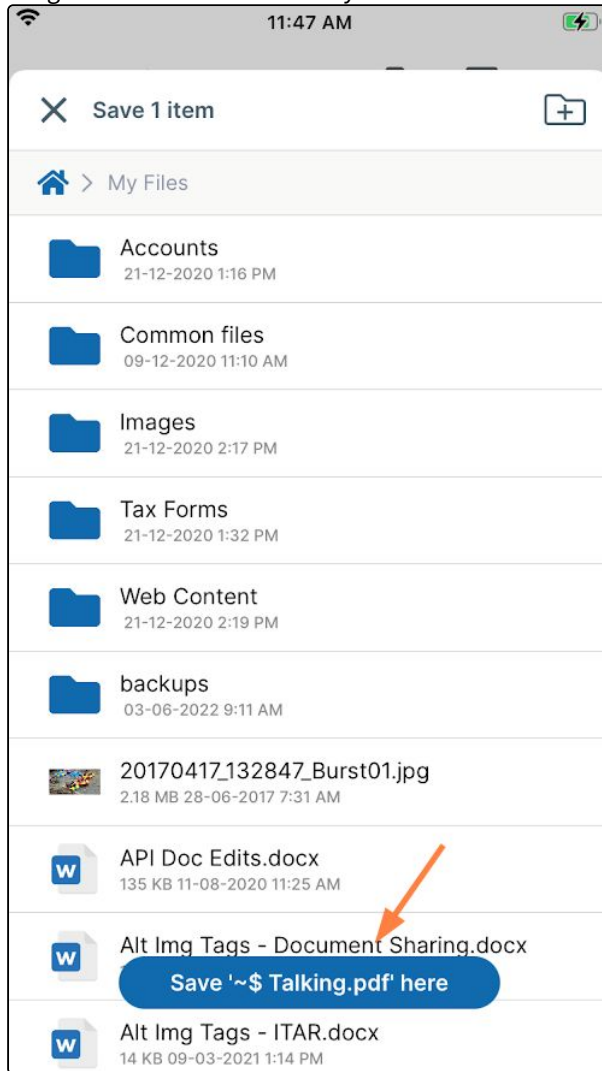 11:47 AM
Save 1 item
My Files
Accounts
21-12-2020 1:16 PM
Common files
09-12-2020 11:10 AM
Images
21-12-2020 2:17 PM
Tax Forms
21-12-2020 1:32 PM
Web Content
21-12-2020 2:19 PM
backups
03-06-2022 9:11 AM
20170417_132847_Burst01.jpg
2.18 MB 28-06-2017 7:31 AM
W
API Doc Edits.docx
135 KB 11-08-2020 11:25 AM
W
Alt Img Tags - Document Sharing.docx
Save '~$ Talking.pdf' here
W
Alt Img Tags - ITAR.docx
14 KB 09-03-2021 1:14 PM